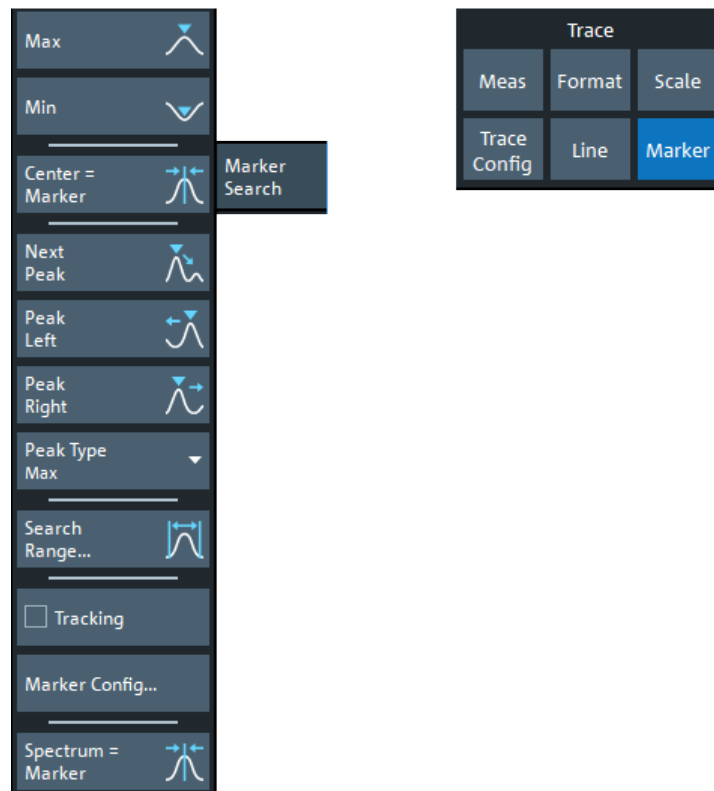 Max
Min
Center =
Marker
Next
Peak
Peak
Left
Peak
Right
Peak Type
Max
Search
Range...
Tracking
Marker Config...
Spectrum =
Marker
Marker
Search
Trace
Meas
Format
Scale
Trace
Config
Line
Marker